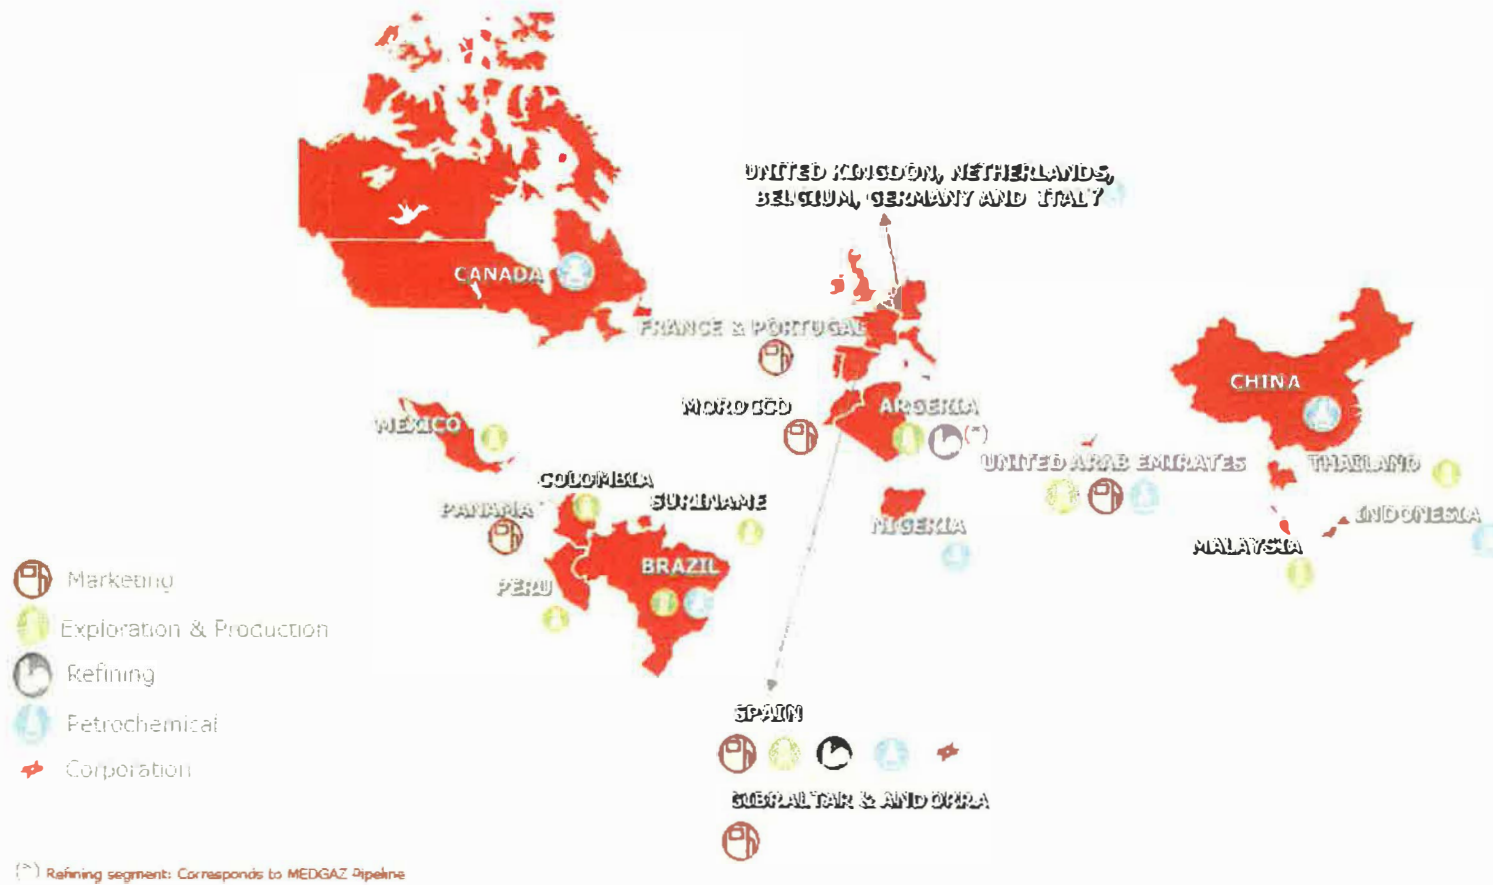 UNITED KINGDON, NETHERLANDS,
BELGIUM, GERMANY AND ITALY
CANADA
FRANCE & PORTUGAL
CHINA
MOROCCO
ARGERIA
MEXICO
(*)
UNITED ARAB EMIRATES
THAILAND
COLOMBIA
SURINAME
PANAMA
NIGERIA
INDONESIA
MALAYSIA
BRAZIL
PERU
Marketing
Exploration & Production
Refining
Petrochemical
Corporation
SPAIN
GIBRALTAR & ANDORRA
(*) Refining segment: Corresponds to MEDGAZ Pipeline